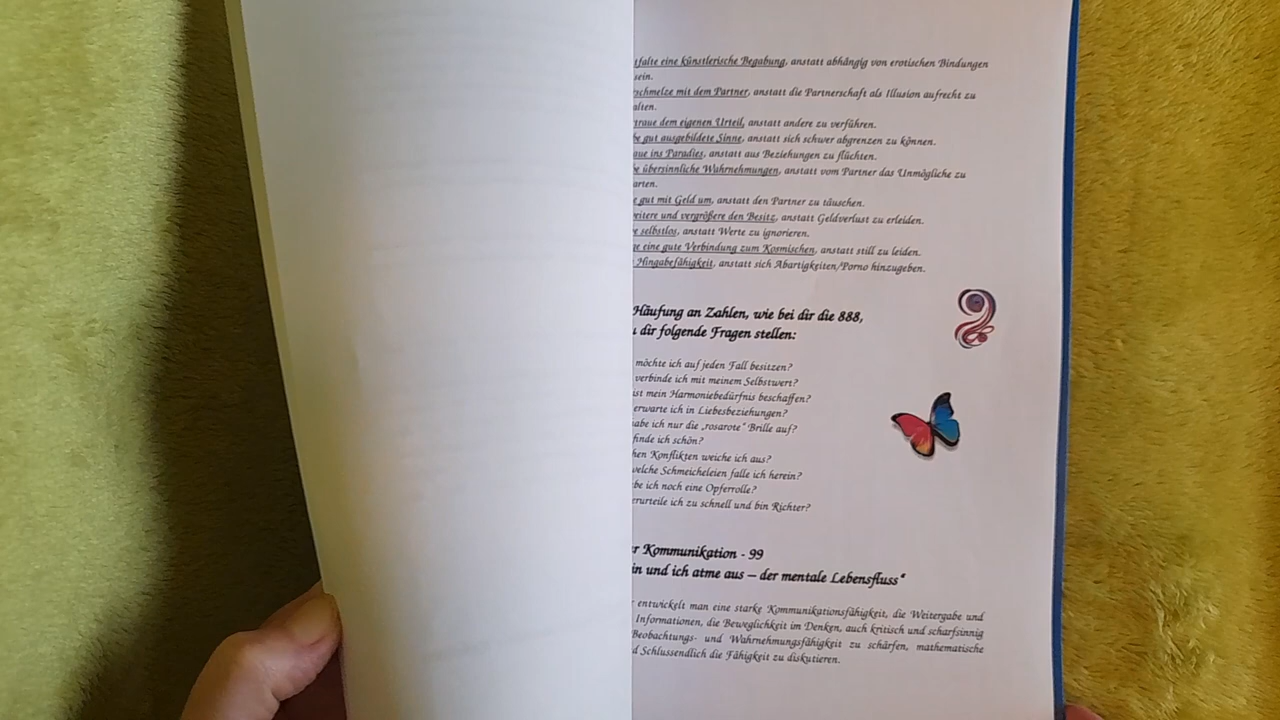 tfalte eine künstlerische Begabung, anstatt abhängig von erotischen Bindungen
sein.
rschmelze mit dem Partner, anstatt die Partnerschaft als Illusion aufrecht zu
alten.
traue dem eigenen Urteil, anstatt andere zu verführen.
be gut ausgebildete Sinne, anstatt sich schwer abgrenzen zu können.
aue ins Paradies, anstatt aus Beziehungen zu flüchten.
be übersinnliche Wahrnehmungen, anstatt vom Partner das Unmögliche zu
arten.
e gut mit Geld um, anstatt den Partner zu täuschen.
weitere und vergrößere den Besitz, anstatt Geldverlust zu erleiden.
e selbstlos, anstatt Werte zu ignorieren.
ge eine gute Verbindung zum Kosmischen, anstatt still zu leiden.
Hingabefähigkeit, anstatt sich Abartigkeiten/Porno hinzugeben.
Häufung an Zahlen, wie bei dir die 888,
u dir folgende Fragen stellen:
möchte ich auf jeden Fall besitzen?
verbinde ich mit meinem Selbstwert?
ist mein Harmoniebedürfnis beschaffen?
erwarte ich in Liebesbeziehungen?
habe ich nur die „rosarote“ Brille auf?
finde ich schön?
hen Konflikten weiche ich aus?
welche Schmeicheleien falle ich herein?
be ich noch eine Opferrolle?
erurteile ich zu schnell und bin Richter?
r Kommunikation - 99
in und ich atme aus – der mentale Lebensfluss“
r entwickelt man eine starke Kommunikationsfähigkeit, die Weitergabe und
Informationen, die Beweglichkeit im Denken, auch kritisch und scharfsinnig
Beobachtungs- und Wahrnehmungsfähigkeit zu schärfen, mathematische
d Schlussendlich die Fähigkeit zu diskutieren.